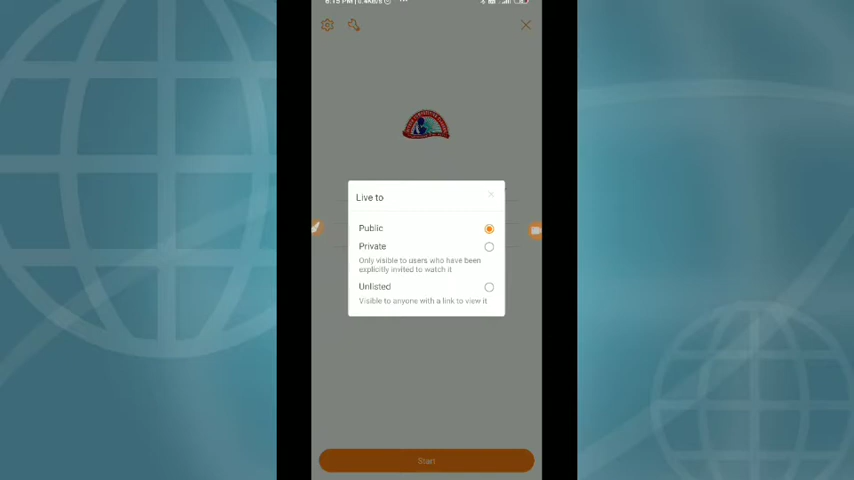 Live to
Public
Private
Only visible to users who have been
explicitly invited to watch it
Unlisted
Visible to anyone with a link to view it
Start